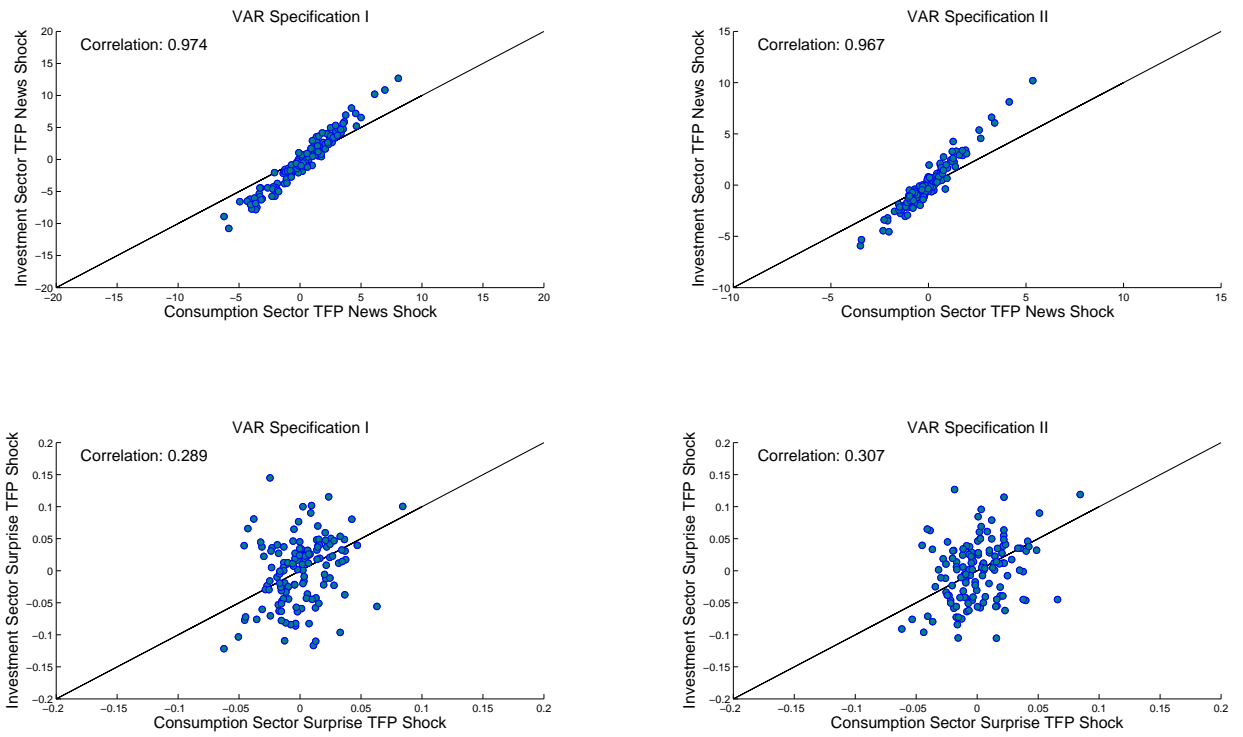 VAR Specification I
Correlation: 0.974
Investment Sector TFP News Shock
20
15
10
5
0
−5
−10
−15
−20
−20 −15 −10 −5 0 5 10 15 20
Consumption Sector TFP News Shock
VAR Specification II
Correlation: 0.967
Investment Sector TFP News Shock
15
10
5
0
−5
−10
−10 −5 0 5 10 15
Consumption Sector TFP News Shock
VAR Specification I
Correlation: 0.289
Investment Sector Surprise TFP Shock
0.2
0.15
0.1
0.05
0
−0.05
−0.1
−0.15
−0.2
−0.2 −0.15 −0.1 −0.05 0 0.05 0.1 0.15 0.2
Consumption Sector Surprise TFP Shock
VAR Specification II
Correlation: 0.307
Investment Sector Surprise TFP Shock
0.2
0.15
0.1
0.05
0
−0.05
−0.1
−0.15
−0.2
−0.2 −0.15 −0.1 −0.05 0 0.05 0.1 0.15 0.2
Consumption Sector Surprise TFP Shock